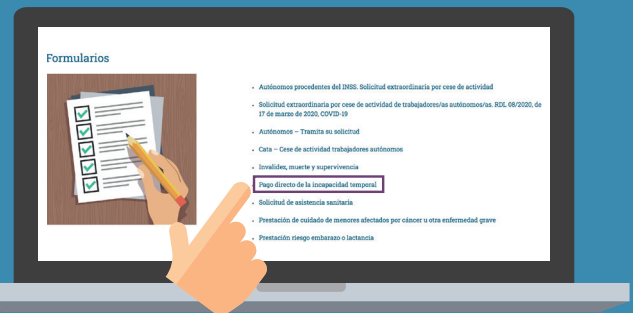 Formularios
Autónomos procedentes del INSS. Solicitud extraordinaria por cese de actividad
Solicitud extraordinaria por cese de actividad de trabajadores/as autónomos/as. RDL 08/2020, de
17 de marzo de 2020, COVID-19
Autónomos – Tramita su solicitud
Cata – Cese de actividad trabajadores autónomos
Invalidez, muerte y supervivencia
Pago directo de la incapacidad temporal
Solicitud de asistencia sanitaria
Prestación de cuidado de menores afectados por cáncer u otra enfermedad grave
Prestación riesgo embarazo o lactancia